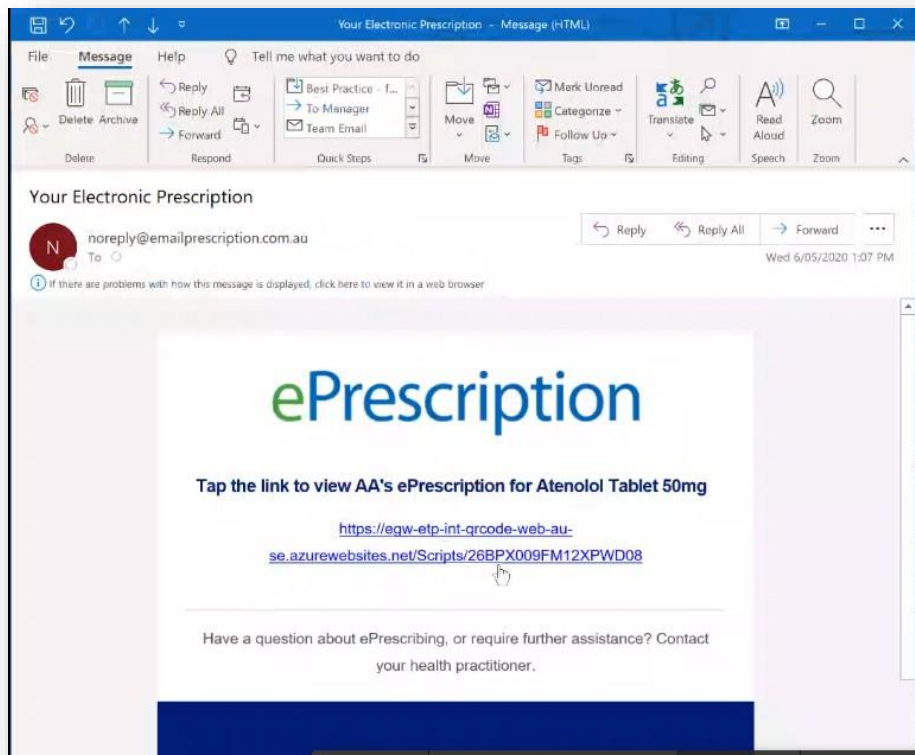 Your Electronic Prescription - Message (HTML)
File Message Help Tell me what you want to do
Delete Archive
Reply
Reply All
Forward
Best Practice - f...
To Manager
Team Email
Move
Mark Unread
Categorize
Follow Up
Translate
Read Aloud
Zoom
Delete Respond Quick Steps Move Tags Editing Speech Zoom
Your Electronic Prescription
N
noreply@emailprescription.com.au
To
Reply Reply All Forward ...
Wed 6/05/2020 1:07 PM
If there are problems with how this message is displayed, click here to view it in a web browser
ePrescription
Tap the link to view AA's ePrescription for Atenolol Tablet 50mg
https://egw-etp-int-qrcode-web-au-
se.azurewebsites.net/Scripts/26BPX009FM12XPWD08
Have a question about ePrescribing, or require further assistance? Contact
your health practitioner.